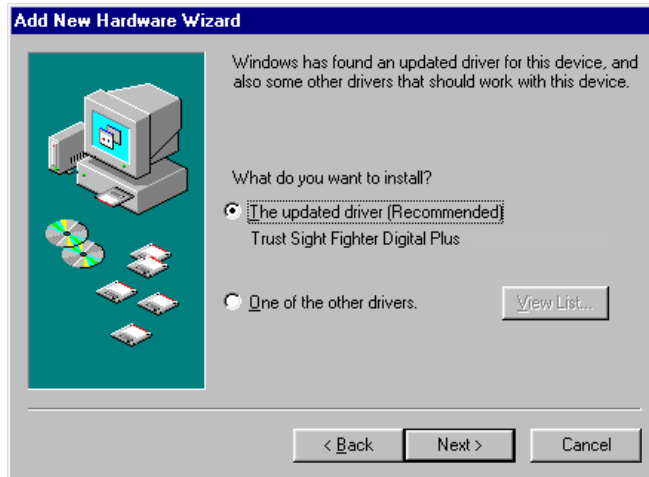 Add New Hardware Wizard
Windows has found an updated driver for this device, and
also some other drivers that should work with this device.
What do you want to install?
The updated driver (Recommended)
Trust Sight Fighter Digital Plus
One of the other drivers.
View List...
< Back
Next >
Cancel